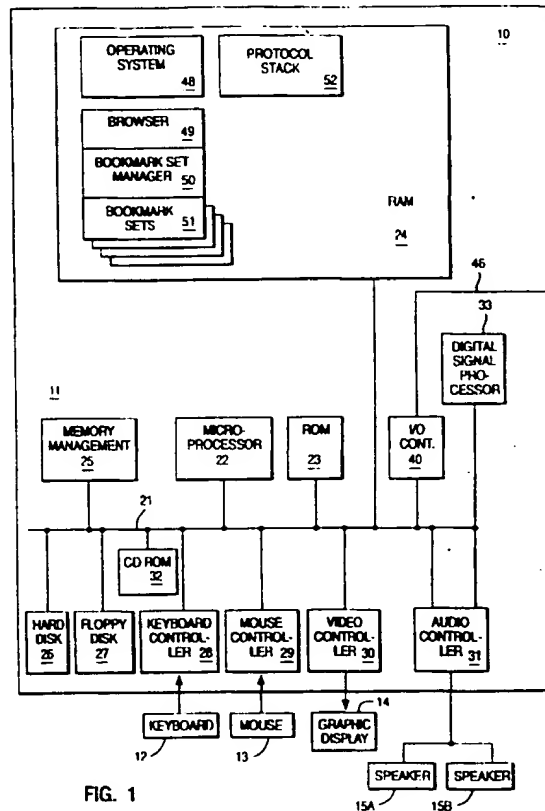 10
OPERATING
SYSTEM
48
PROTOCOL
STACK
52
BROWSER
49
BOOKMARK SET
MANAGER
50
BOOKMARK
SETS
51
RAM
24
46
33
DIGITAL
SIGNAL
PRO-
CESSOR
11
MEMORY
MANAGEMENT
25
MICRO-
PROCESSOR
22
ROM
23
I/O
CONT.
40
21
CD ROM
32
HARD
DISK
26
FLOPPY
DISK
27
KEYBOARD
CONTROL-
LER 28
MOUSE
CONTROL-
LER 29
VIDEO
CONTROL-
LER 30
AUDIO
CONTROL-
LER 31
14
KEYBOARD
12
MOUSE
13
GRAPHIC
DISPLAY
SPEAKER
15A
SPEAKER
15B
FIG. 1